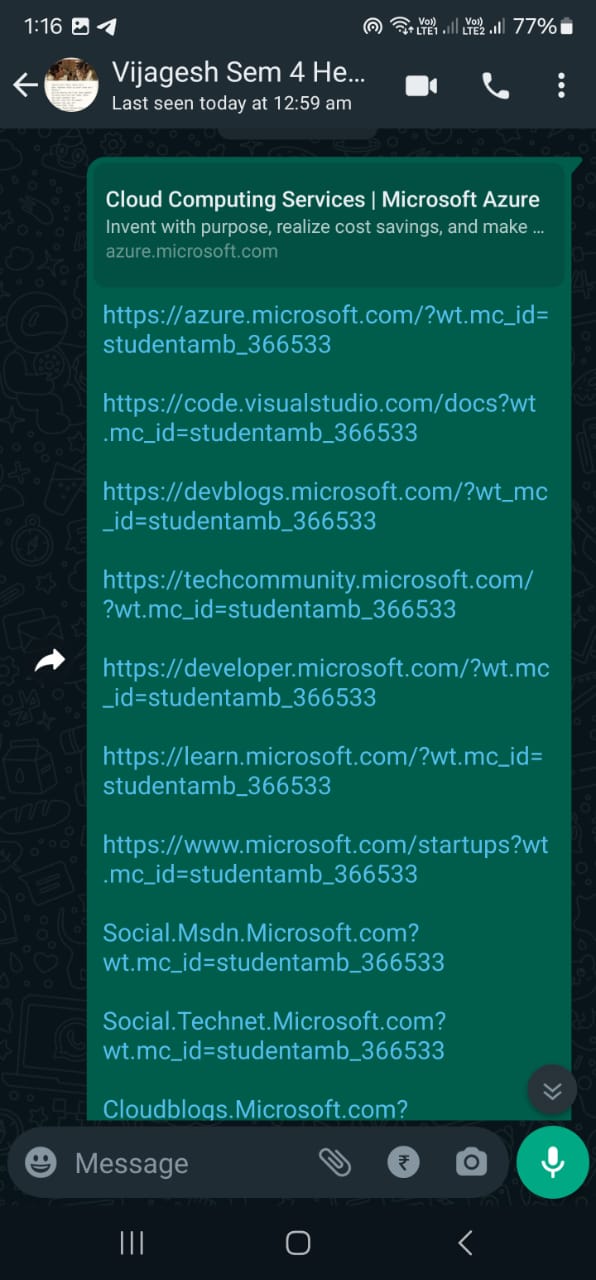 1:16
Vo)) LTE1 Vo)) LTE2 77%
Vijagesh Sem 4 He...
Last seen today at 12:59 am
Cloud Computing Services | Microsoft Azure
Invent with purpose, realize cost savings, and make ...
azure.microsoft.com
https://azure.microsoft.com/?wt.mc_id=
studentamb_366533
https://code.visualstudio.com/docs?wt
.mc_id=studentamb_366533
https://devblogs.microsoft.com/?wt_mc
_id=studentamb_366533
https://techcommunity.microsoft.com/
?wt.mc_id=studentamb_366533
https://developer.microsoft.com/?wt.mc
_id=studentamb_366533
https://learn.microsoft.com/?wt.mc_id=
studentamb_366533
https://www.microsoft.com/startups?wt
.mc_id=studentamb_366533
Social.Msdn.Microsoft.com?
wt.mc_id=studentamb_366533
Social.Technet.Microsoft.com?
wt.mc_id=studentamb_366533
Cloudblogs.Microsoft.com?
Message